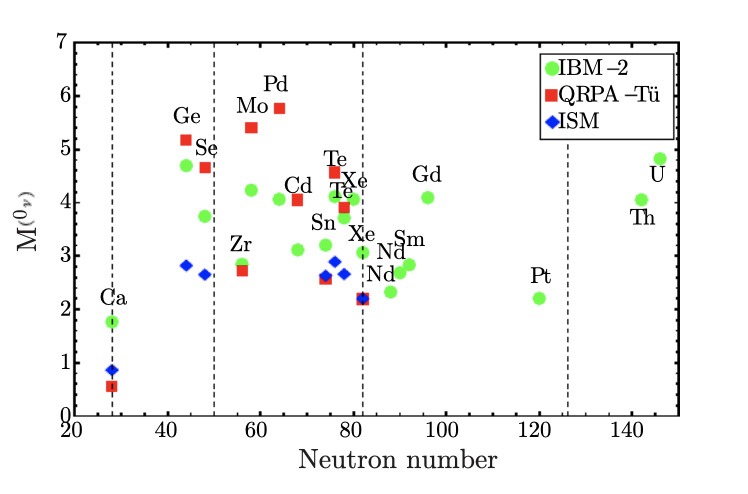 7
6
5
4
3
2
1
0
M(0ν)
IBM–2
QRPA–Tü
ISM
Pd
Mo
Ge
Se
Te
Xe
Gd
Cd
Te
U
Th
Sn
Xe
Sm
Zr
Nd
Nd
Pt
Ca
20 40 60 80 100 120 140
Neutron number